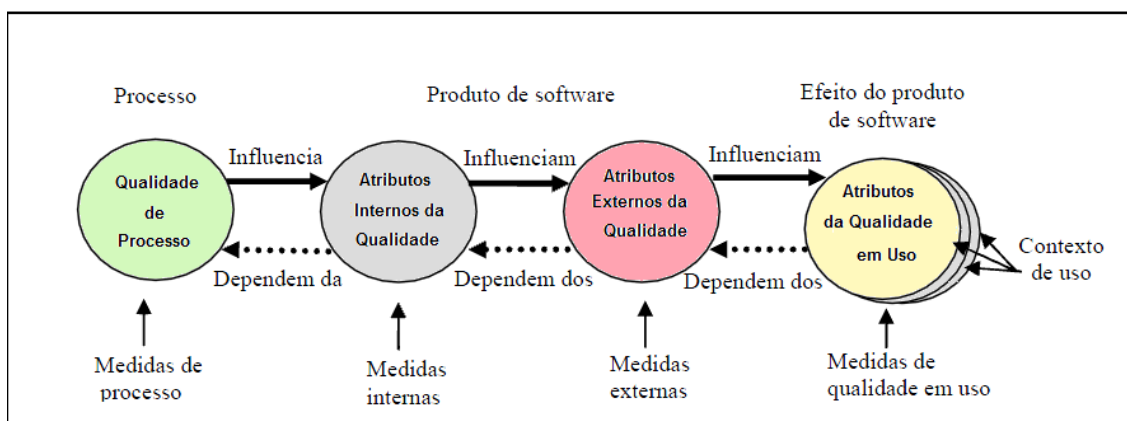 Processo
Produto de software
Efeito do produto
de software
Influencia
Influenciam
Influenciam
Qualidade
de
Processo
Atributos
Internos da
Qualidade
Atributos
Externos da
Qualidade
Atributos
da Qualidade
em Uso
Contexto
de uso
Dependem da
Dependem dos
Dependem dos
Medidas de
processo
Medidas
internas
Medidas
externas
Medidas de
qualidade em uso